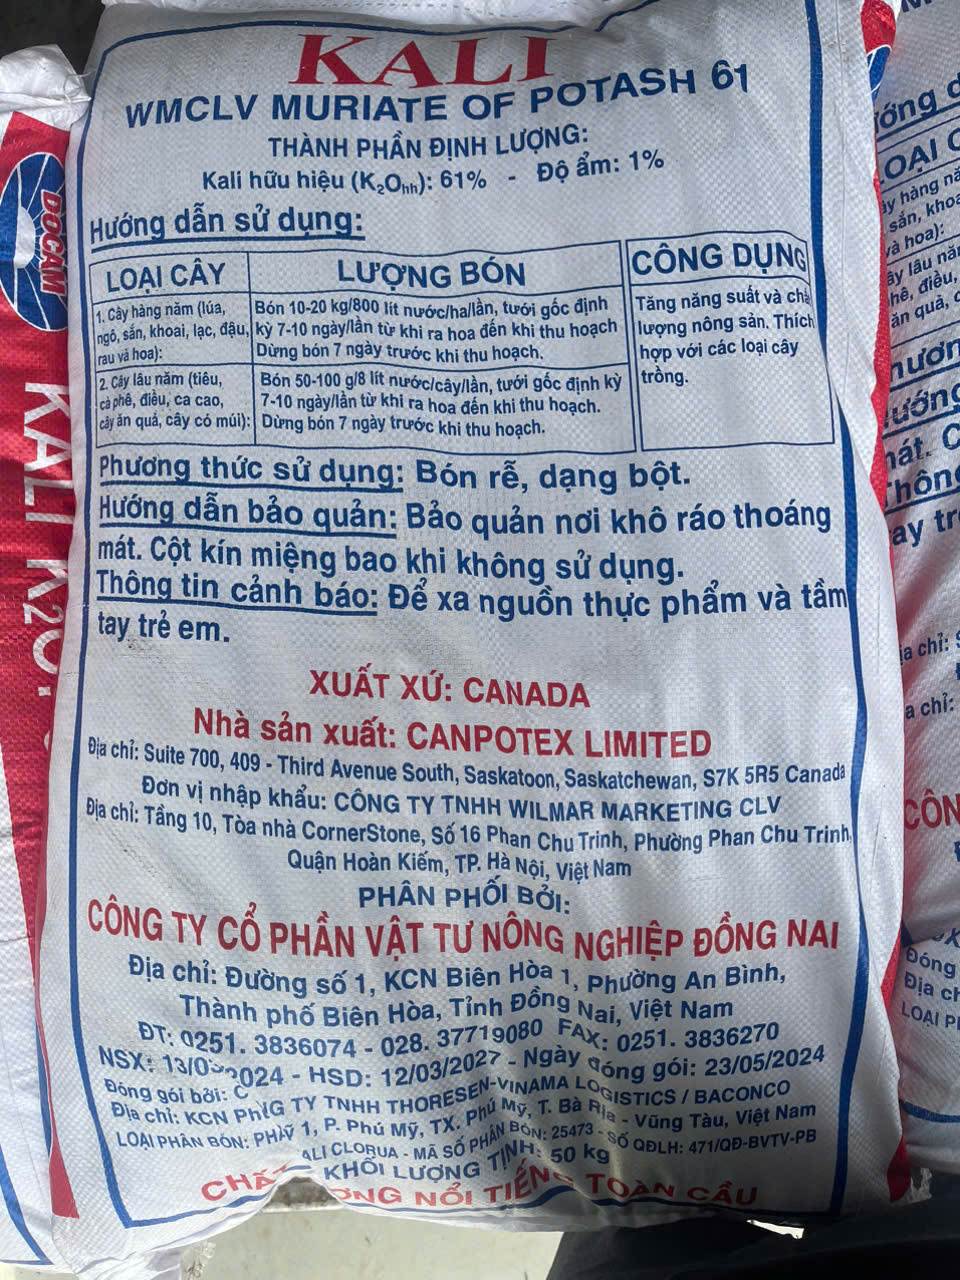 KALI
WMCLV MURIATE OF POTASH 61
THÀNH PHẦN ĐỊNH LƯỢNG:
Kali hữu hiệu (K₂Ohh): 61% - Độ ẩm: 1%
Hướng dẫn sử dụng:
LOẠI CÂY
LƯỢNG BÓN
CÔNG DỤNG
1. Cây hàng năm (lúa,
ngô, sắn, khoai, lạc, đậu,
rau và hoa):
Bón 10-20 kg/800 lít nước/ha/lần, tưới gốc định
kỳ 7-10 ngày/lần từ khi ra hoa đến khi thu hoạch
Dừng bón 7 ngày trước khi thu hoạch.
Tăng năng suất và chấ
lượng nông sản. Thích
hợp với các loại cây
trồng.
2. Cây lâu năm (tiêu,
cà phê, điều, ca cao,
cây ăn quả, cây có múi):
Bón 50-100 g/8 lít nước/cây/lần, tưới gốc định kỳ
7-10 ngày/lần từ khi ra hoa đến khi thu hoạch.
Dừng bón 7 ngày trước khi thu hoạch.
Phương thức sử dụng: Bón rễ, dạng bột.
Hướng dẫn bảo quản: Bảo quản nơi khô ráo thoáng
mát. Cột kín miệng bao khi không sử dụng.
Thông tin cảnh báo: Để xa nguồn thực phẩm và tầm
tay trẻ em.
XUẤT XỨ: CANADA
Nhà sản xuất: CANPOTEX LIMITED
Địa chỉ: Suite 700, 409 - Third Avenue South, Saskatoon, Saskatchewan, S7K 5R5 Canada
Đơn vị nhập khẩu: CÔNG TY TNHH WILMAR MARKETING CLV
Địa chỉ: Tầng 10, Tòa nhà CornerStone, Số 16 Phan Chu Trinh, Phường Phan Chu Trinh,
Quận Hoàn Kiếm, TP. Hà Nội, Việt Nam
PHÂN PHỐI BỞI:
CÔNG TY CỔ PHẦN VẬT TƯ NÔNG NGHIỆP ĐỒNG NAI
Địa chỉ: Đường số 1, KCN Biên Hòa 1, Phường An Bình,
Thành phố Biên Hòa, Tỉnh Đồng Nai, Việt Nam
ĐT: 0251. 3836074 - 028. 37719080 FAX: 0251. 3836270
NSX: 2024 - HSD: 12/03/2027 - Ngày đóng gói: 23/05/2024
Đóng gói bởi: TY TNHH THORESEN-VINAMA LOGISTICS / BACONCO
Địa chỉ: KCN 1, P. Phú Mỹ, TX. Phú Mỹ, T. Bà Rịa - Vũng Tàu, Việt Nam
LOẠI PHÂN BÓN: ALI CLORUA - MÃ SỐ PHÂN BÓN: 25473 - SỐ QĐLH: 471/QĐ-BVTV-PB
KHỐI LƯỢNG TỊNH: 50 kg
NỔI TIẾNG TOÀN CẦU
DOCAM
KALI K₂O